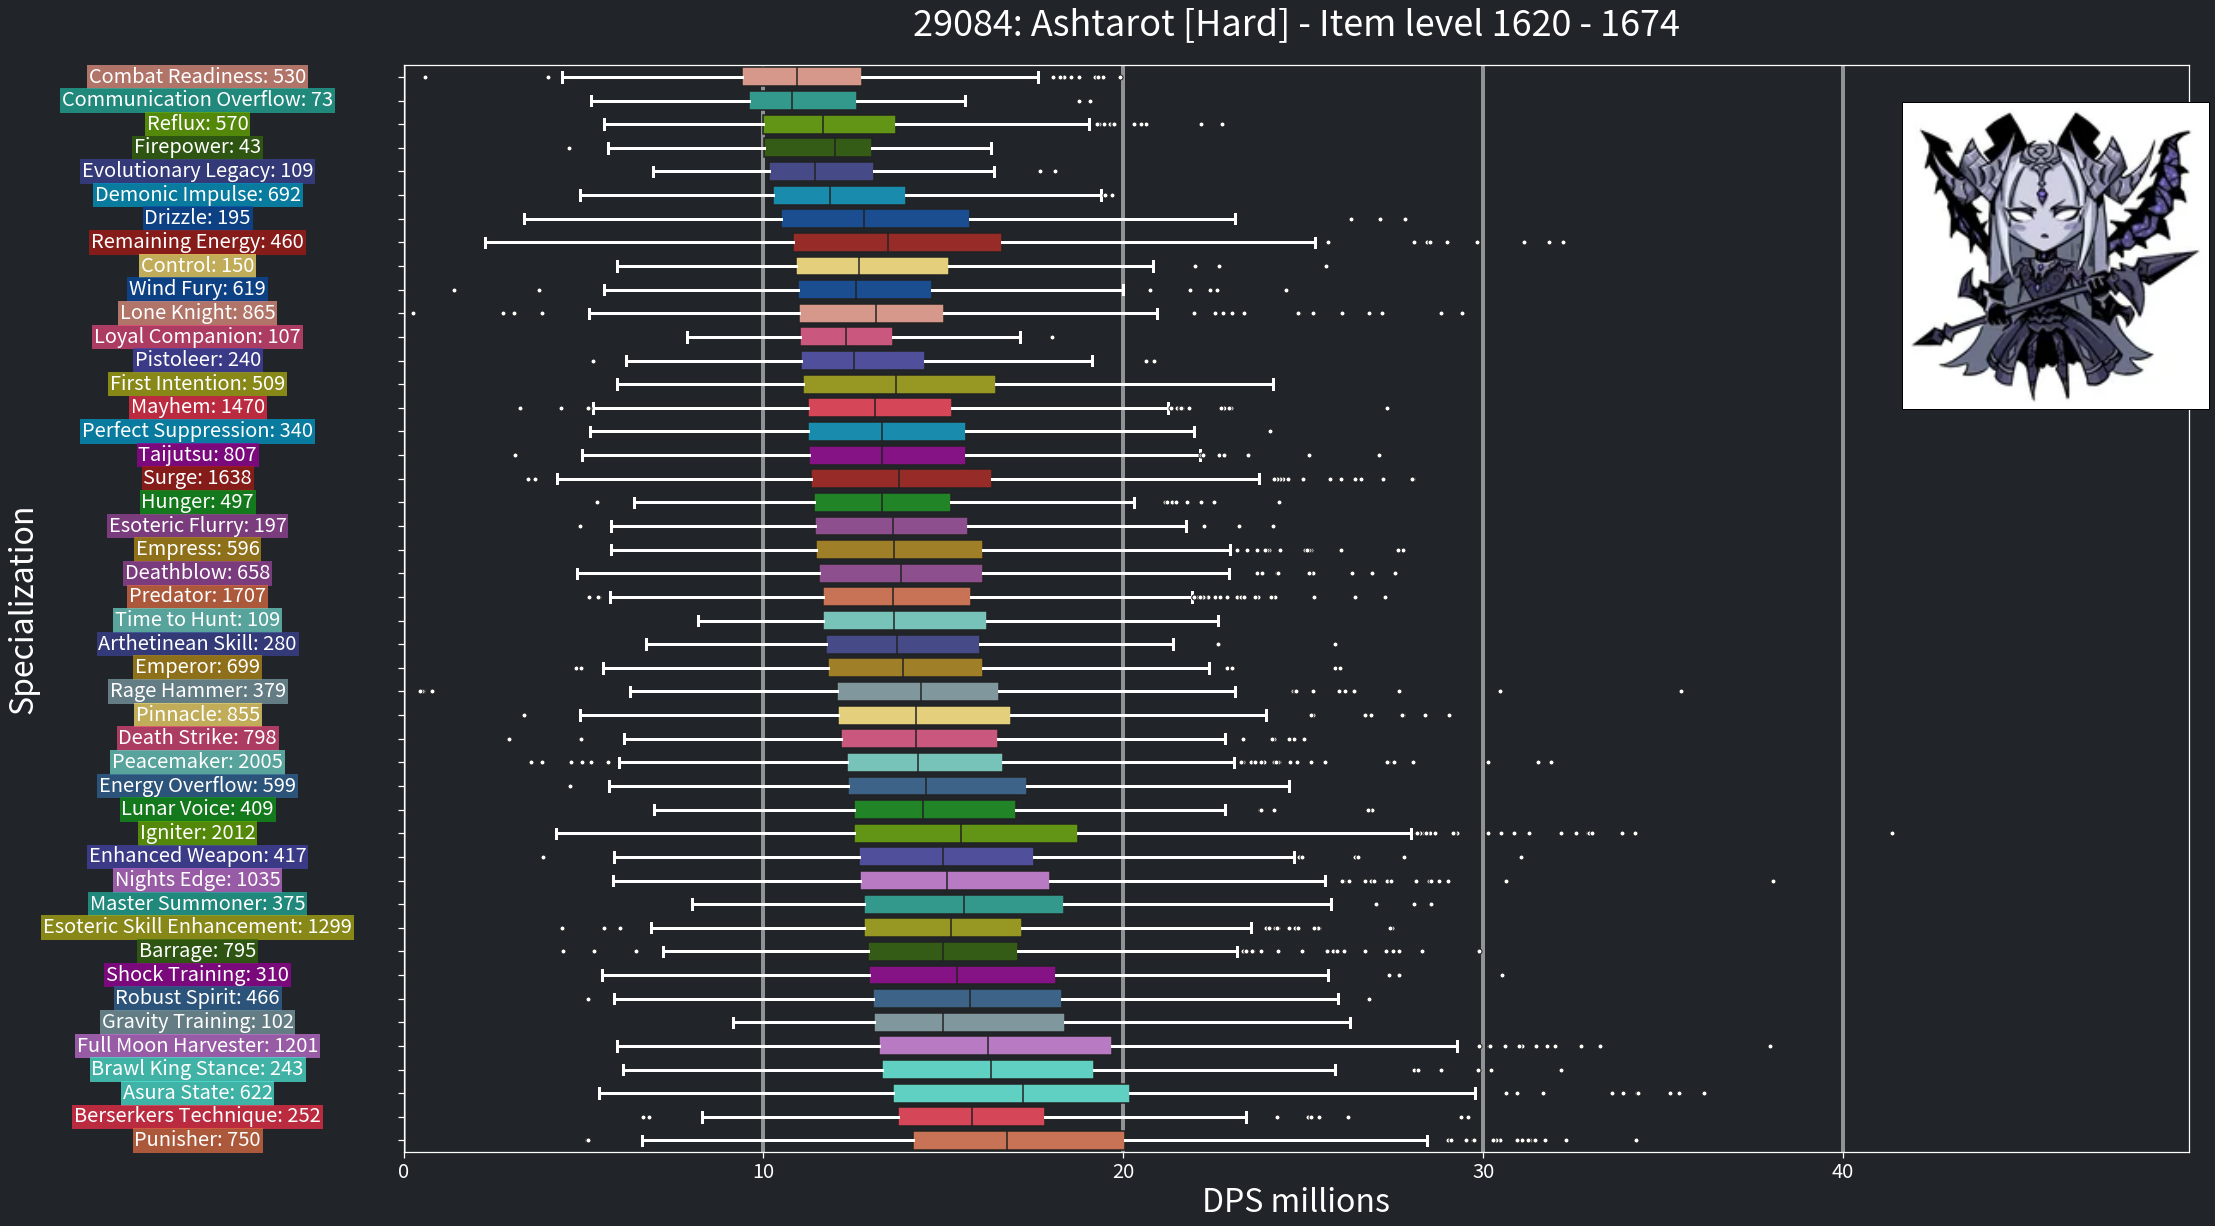 29084: Ashtarot [Hard] - Item level 1620 - 1674
Specialization
Combat Readiness: 530
Communication Overflow: 73
Reflux: 570
Firepower: 43
Evolutionary Legacy: 109
Demonic Impulse: 692
Drizzle: 195
Remaining Energy: 460
Control: 150
Wind Fury: 619
Lone Knight: 865
Loyal Companion: 107
Pistoleer: 240
First Intention: 509
Mayhem: 1470
Perfect Suppression: 340
Taijutsu: 807
Surge: 1638
Hunger: 497
Esoteric Flurry: 197
Empress: 596
Deathblow: 658
Predator: 1707
Time to Hunt: 109
Arthetinean Skill: 280
Emperor: 699
Rage Hammer: 379
Pinnacle: 855
Death Strike: 798
Peacemaker: 2005
Energy Overflow: 599
Lunar Voice: 409
Igniter: 2012
Enhanced Weapon: 417
Nights Edge: 1035
Master Summoner: 375
Esoteric Skill Enhancement: 1299
Barrage: 795
Shock Training: 310
Robust Spirit: 466
Gravity Training: 102
Full Moon Harvester: 1201
Brawl King Stance: 243
Asura State: 622
Berserkers Technique: 252
Punisher: 750
0 10 20 30 40
DPS millions